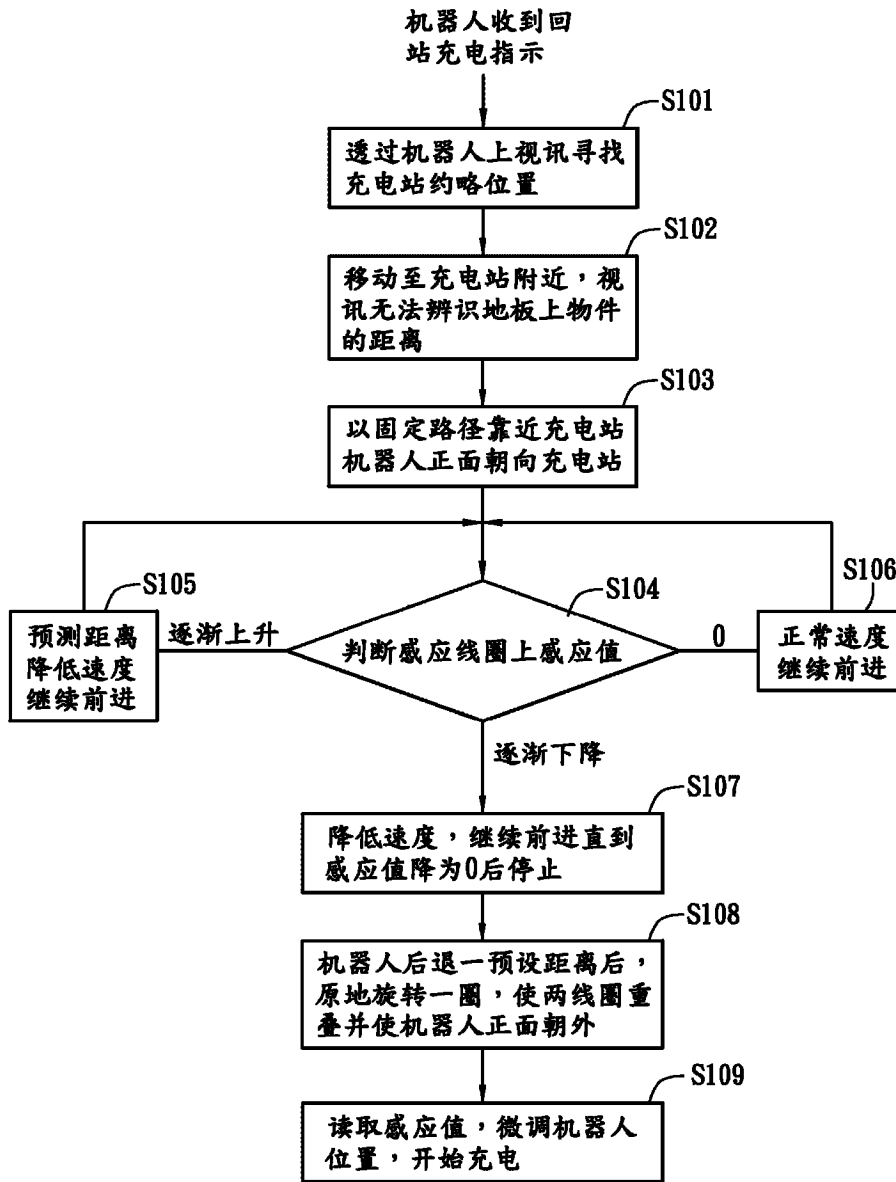 机器人收到回
站充电指示
S101
透过机器人上视讯寻找
充电站约略位置
S102
移动至充电站附近，视
讯无法辨识地板上物件
的距离
S103
以固定路径靠近充电站
机器人正面朝向充电站
S105
预测距离
降低速度
继续前进
逐渐上升
S104
判断感应线圈上感应值
0
S106
正常速度
继续前进
逐渐下降
S107
降低速度，继续前进直到
感应值降为0后停止
S108
机器人后退一预设距离后，
原地旋转一圈，使两线圈重
叠并使机器人正面朝外
S109
读取感应值，微调机器人
位置，开始充电